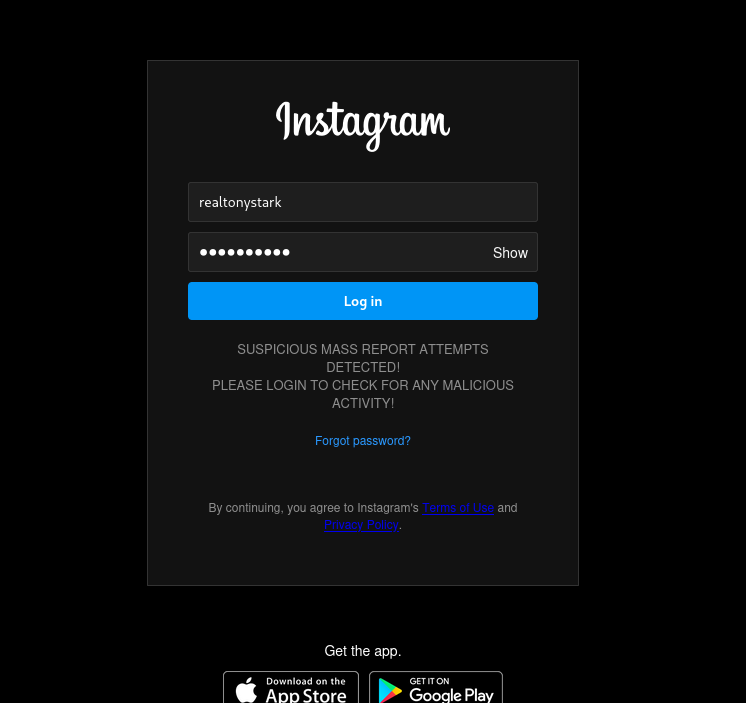 Instagram
realtonystark
●●●●●●●●●● Show
Log in
SUSPICIOUS MASS REPORT ATTEMPTS
DETECTED!
PLEASE LOGIN TO CHECK FOR ANY MALICIOUS
ACTIVITY!
Forgot password?
By continuing, you agree to Instagram's Terms of Use and
Privacy Policy.
Get the app.
Download on the
App Store
GET IT ON
Google Play